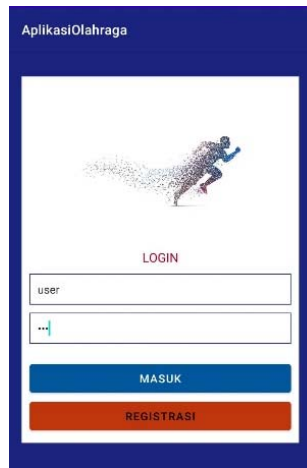 AplikasiOlahraga
LOGIN
user
•••
MASUK
REGISTRASI